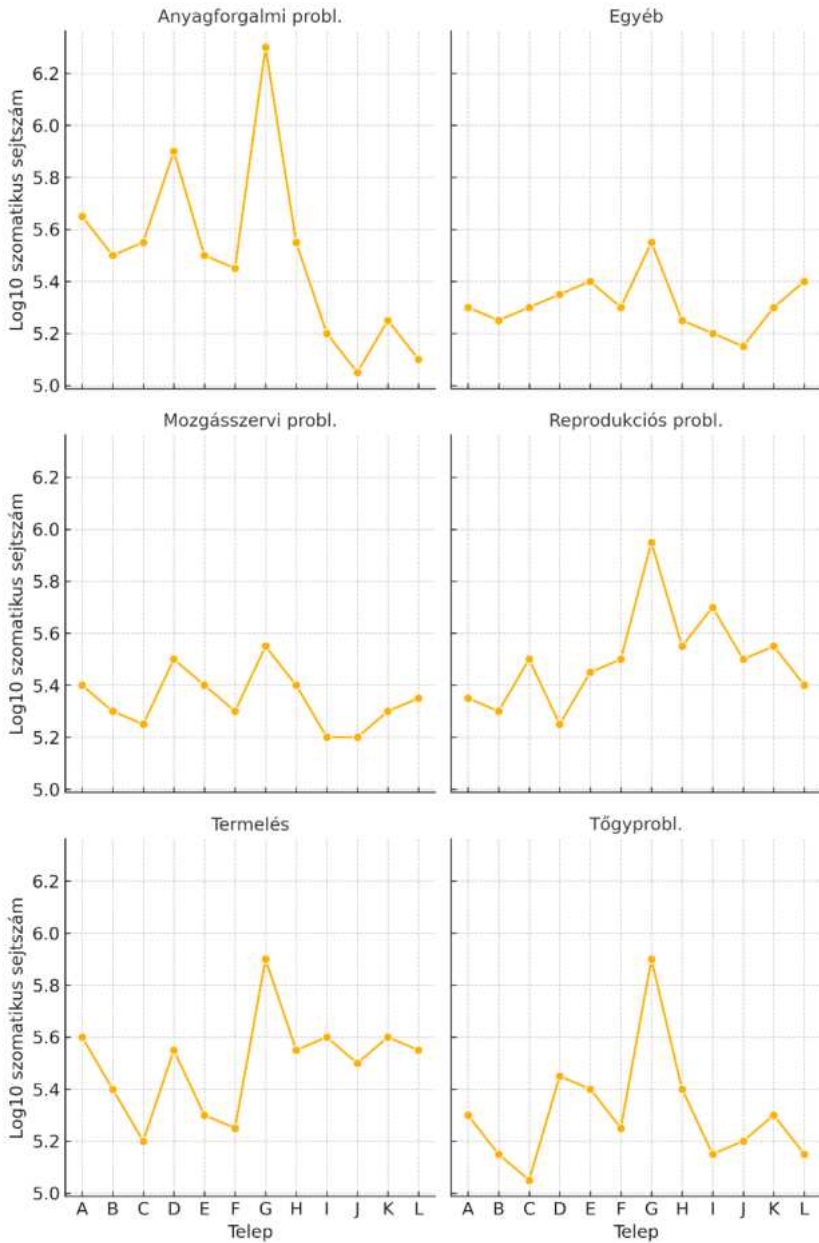 Anyagforgalmi probl.
Egyéb
Log10 szomatikus sejtszám
6.2
6.0
5.8
5.6
5.4
5.2
5.0
Mozgásszervi probl.
Reprodukciós probl.
Log10 szomatikus sejtszám
6.2
6.0
5.8
5.6
5.4
5.2
5.0
Termelés
Tőgyprobl.
Log10 szomatikus sejtszám
6.2
6.0
5.8
5.6
5.4
5.2
5.0
A B C D E F G H I J K L
A B C D E F G H I J K L
Telep
Telep